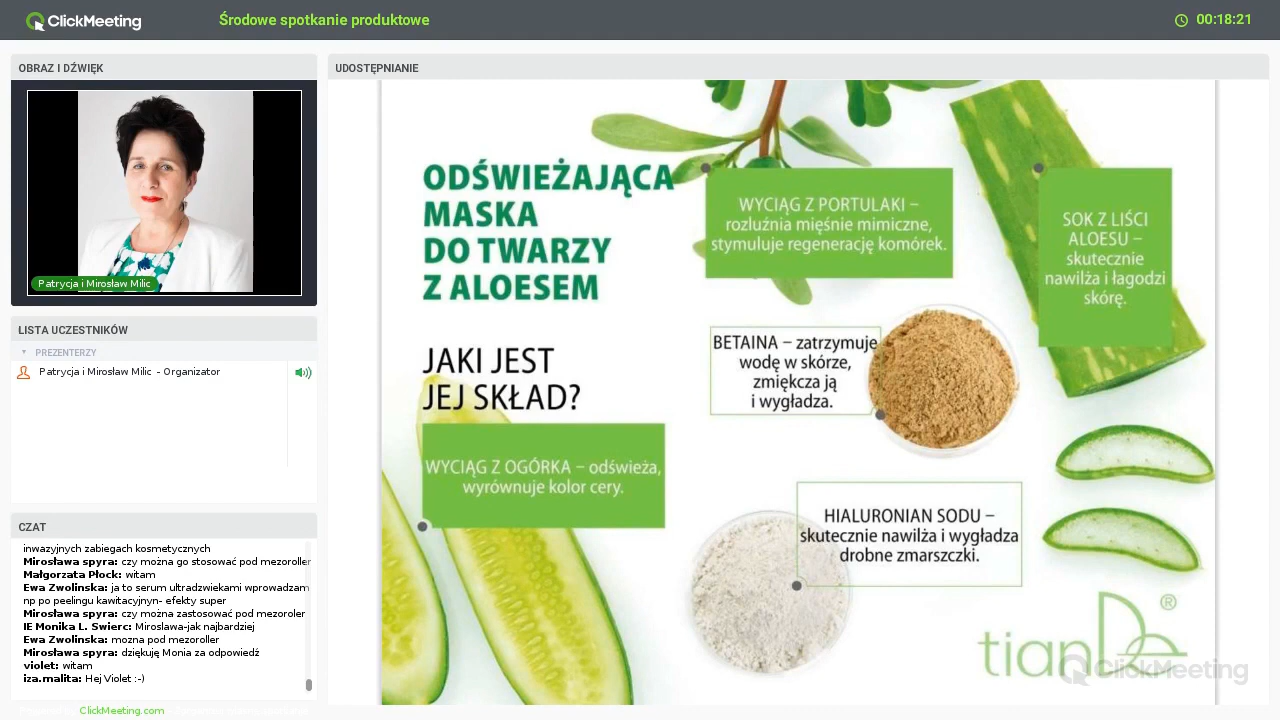 ClickMeeting
Środowe spotkanie produktowe
00:18:21
OBRAZ I DŹWIĘK
Patrycja i Mirosław Milic
LISTA UCZESTNIKÓW
PREZENTERZY
Patrycja i Mirosław Milic - Organizator
CZAT
inwazyjnych zabiegach kosmetycznych
Mirosława spyra: czy można go stosować pod mezoroller
Małgorzata Płock: witam
Ewa Zwolinska: ja to serum ultradzwiekami wprowadzam
np po peelingu kawitacyjnyn- efekty super
Mirosława spyra: czy można zastosować pod mezoroler
IE Monika L. Swierc: Miroslawa-jak najbardziej
Ewa Zwolinska: mozna pod mezoroller
Mirosława spyra: dziękuję Monia za odpowiedź
violet: witam
iza.malita: Hej Violet :-)
ClickMeeting.com
UDOSTĘPNIANIE
ODŚWIEŻAJĄCA
MASKA
DO TWARZY
Z ALOESEM
JAKI JEST
JEJ SKŁAD?
WYCIĄG Z PORTULAKI –
rozluźnia mięśnie mimiczne,
stymuluje regenerację komórek.
SOK Z LIŚCI
ALOESU –
skutecznie
nawilża i łagodzi
skórę.
BETAINA – zatrzymuje
wodę w skórze,
zmiękcza ją
i wygładza.
WYCIĄG Z OGÓRKA – odświeża,
wyrównuje kolor cery.
HIALURONIAN SODU –
skutecznie nawilża i wygładza
drobne zmarszczki.
tianDe®
ClickMeeting